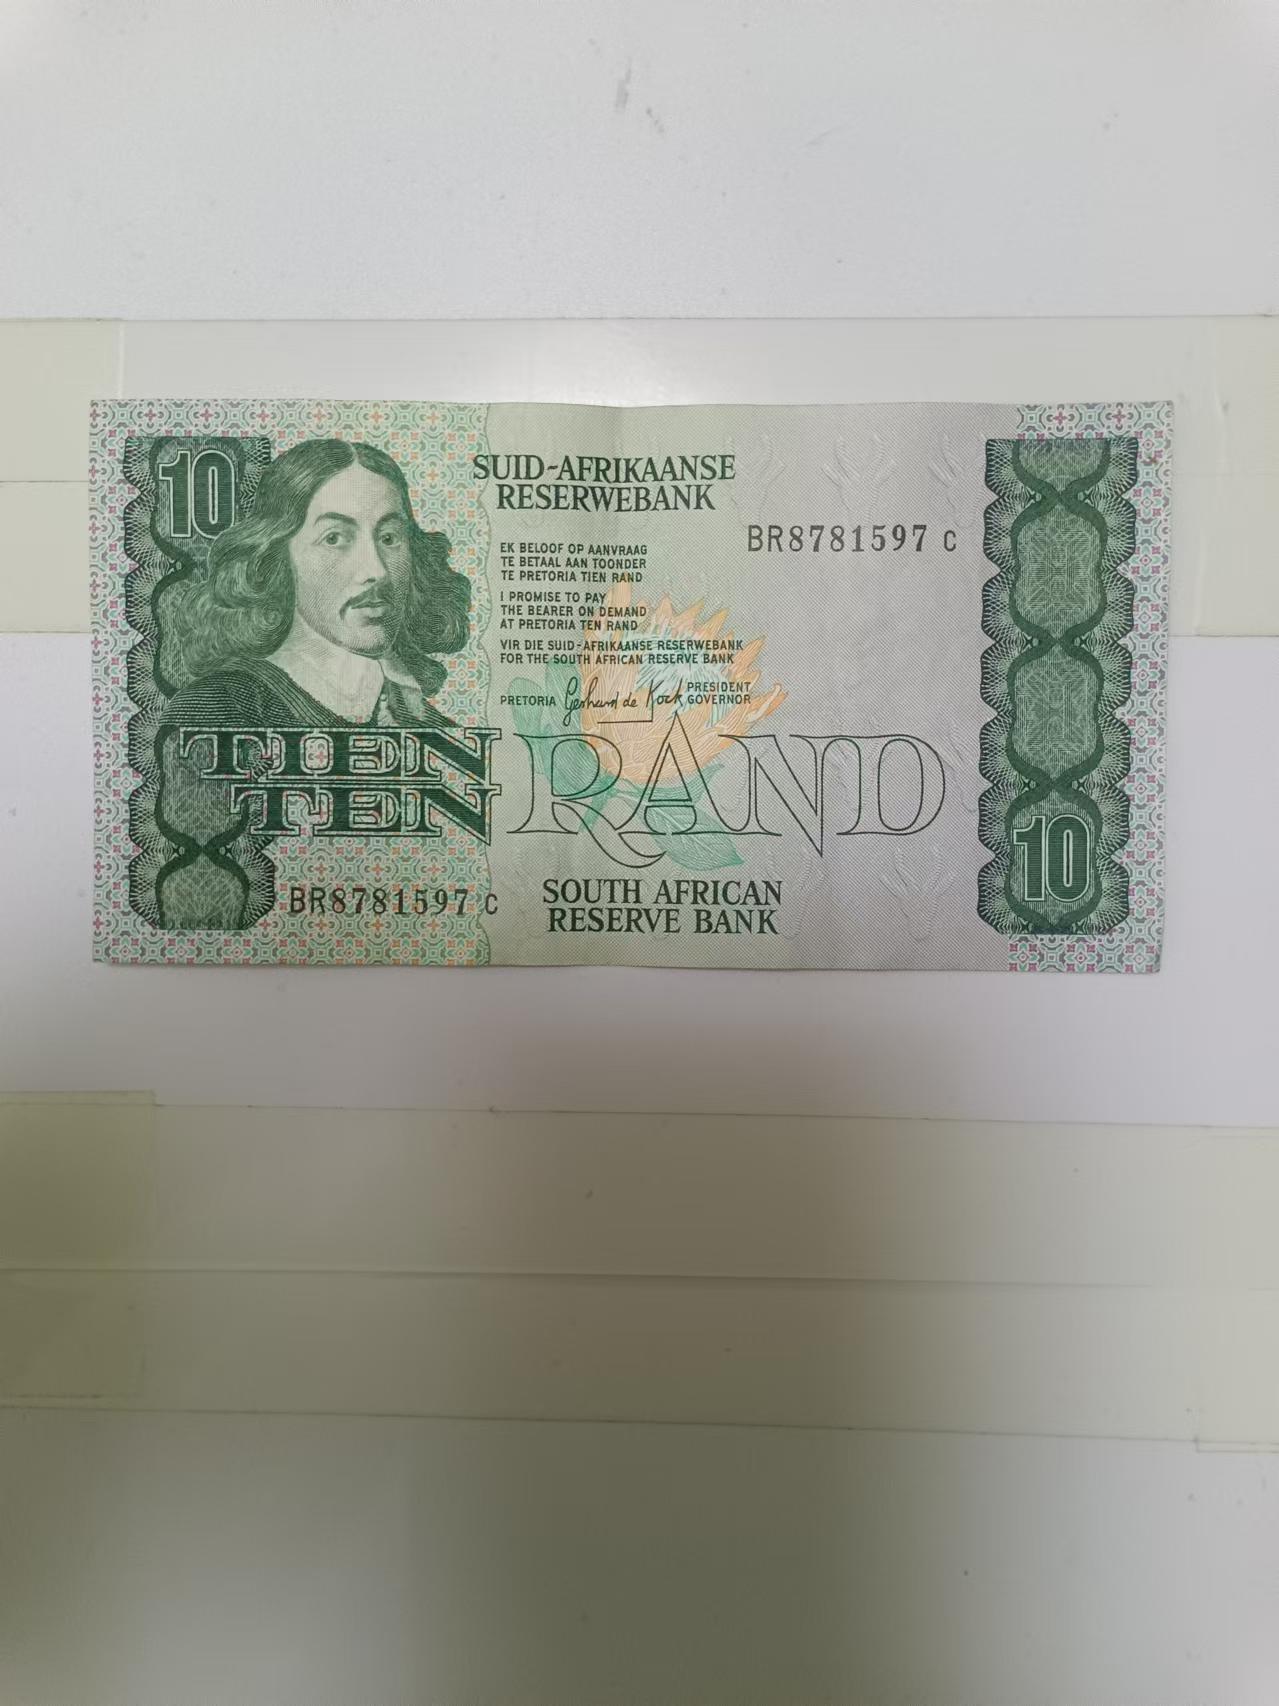 10
SUID-AFRIKAANSE
RESERWEBANK
BR8781597 C
EK BELOOF OP AANVRAAG
TE BETAAL AAN TOONDER
TE PRETORIA TIEN RAND
I PROMISE TO PAY
THE BEARER ON DEMAND
AT PRETORIA TEN RAND
VIR DIE SUID-AFRIKAANSE RESERWEBANK
FOR THE SOUTH AFRICAN RESERVE BANK
PRETORIA Gerhard de Kock PRESIDENT
GOVERNOR
TIEN
TEN
RAND
10
BR8781597 C
SOUTH AFRICAN
RESERVE BANK